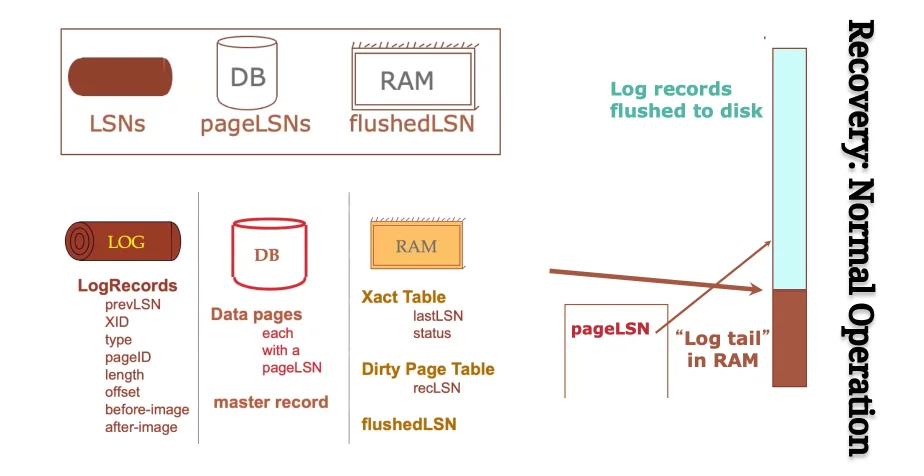 Recovery: Normal Operation
DB
RAM
LSNs
pageLSNs
flushedLSN
LOG
LogRecords
prevLSN
XID
type
pageID
length
offset
before-image
after-image
DB
Data pages
each
with a
pageLSN
master record
RAM
Xact Table
lastLSN
status
Dirty Page Table
recLSN
flushedLSN
Log records
flushed to disk
pageLSN
“Log tail”
in RAM